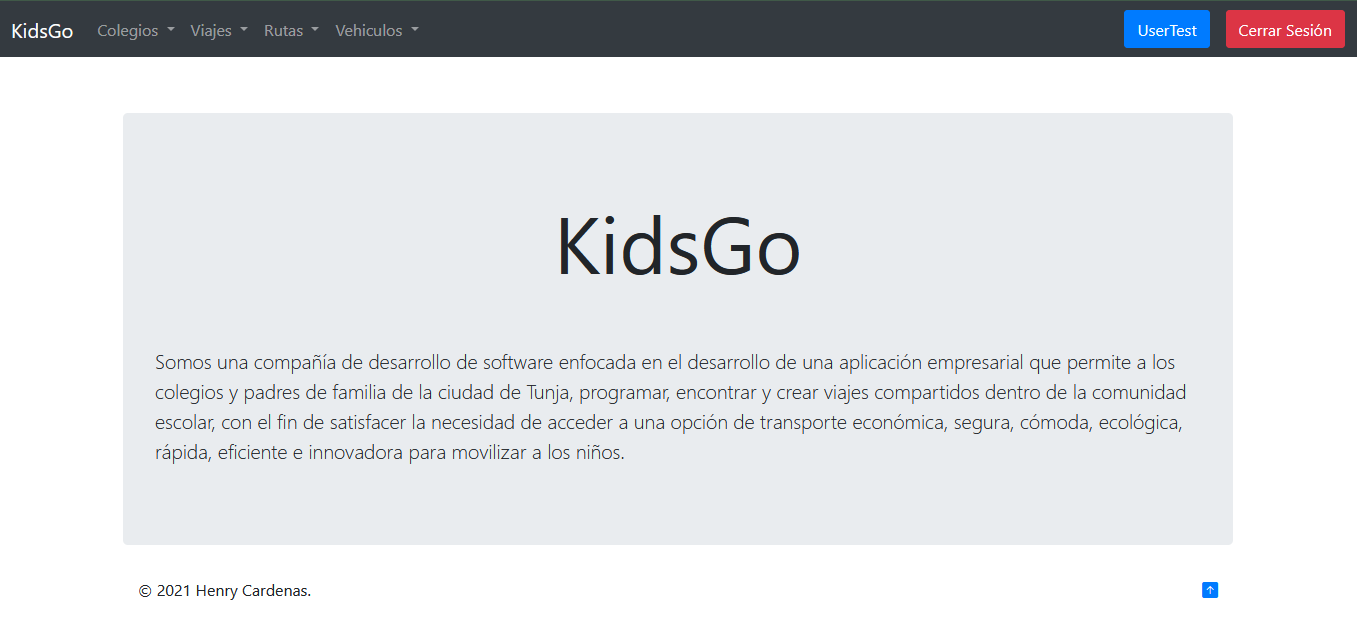 KidsGo Colegios Viajes Rutas Vehiculos UserTest Cerrar Sesión
KidsGo
Somos una compañía de desarrollo de software enfocada en el desarrollo de una aplicación empresarial que permite a los
colegios y padres de familia de la ciudad de Tunja, programar, encontrar y crear viajes compartidos dentro de la comunidad
escolar, con el fin de satisfacer la necesidad de acceder a una opción de transporte económica, segura, cómoda, ecológica,
rápida, eficiente e innovadora para movilizar a los niños.
© 2021 Henry Cardenas.